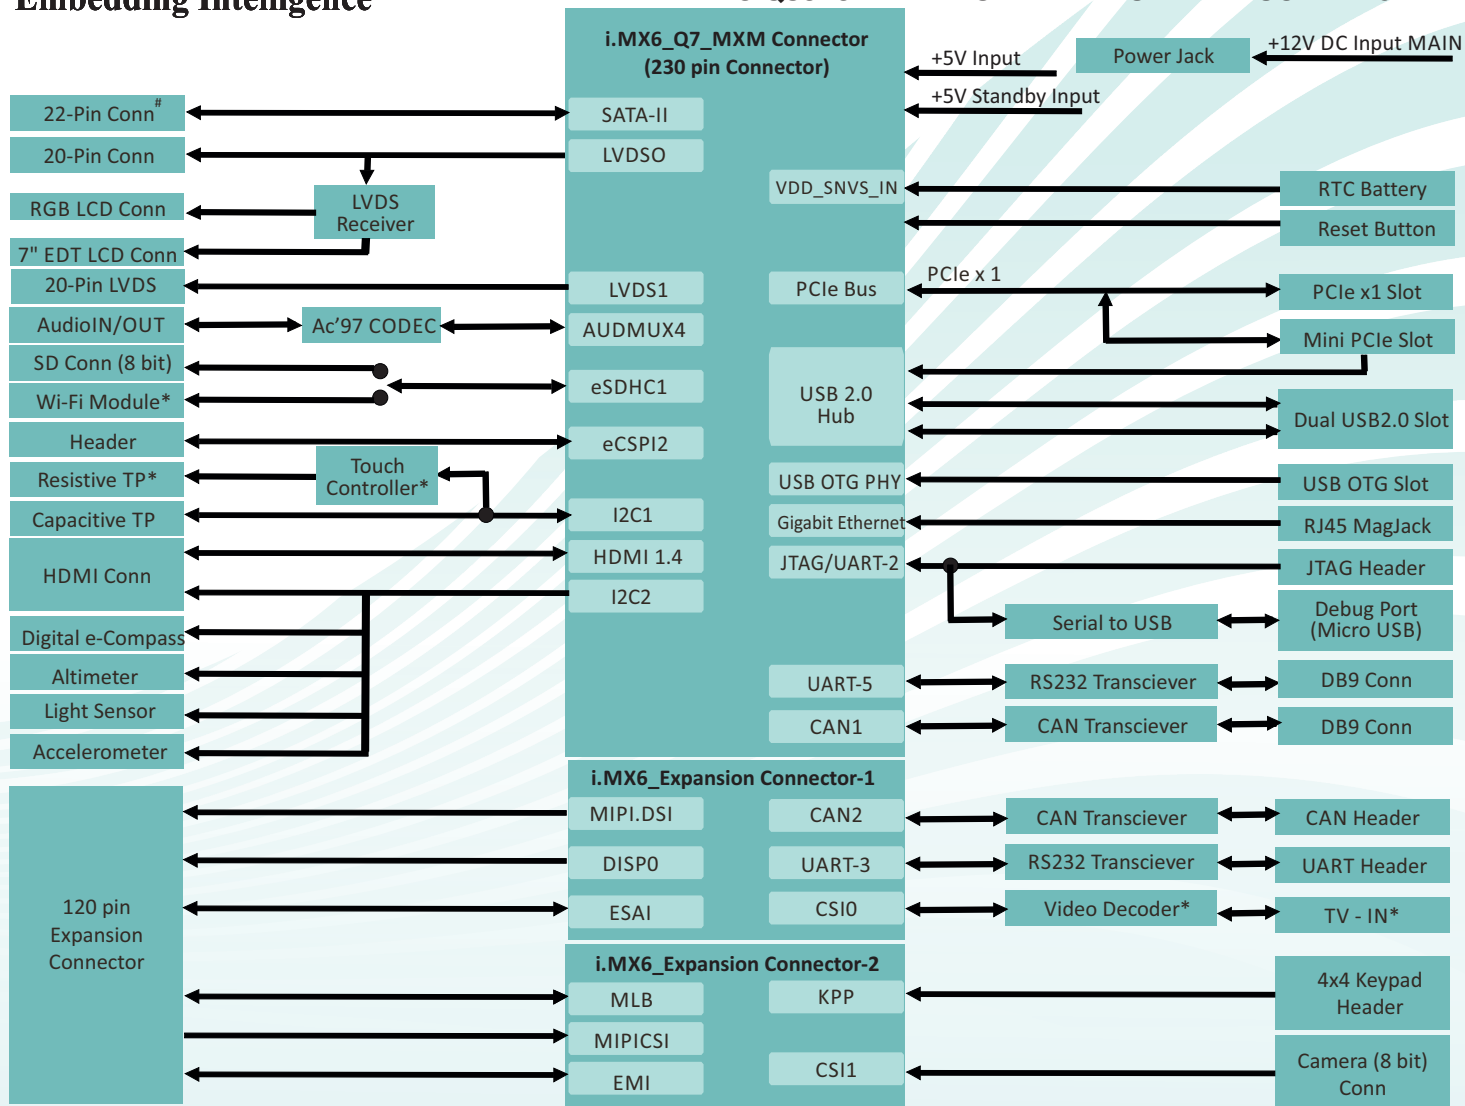 Embedding Intelligence
i.MX6_Q7_MXM Connector
(230 pin Connector)
+5V Input
Power Jack
+12V DC Input MAIN
+5V Standby Input
22-Pin Conn#
SATA-II
20-Pin Conn
LVDSO
VDD_SNVS_IN
RTC Battery
RGB LCD Conn
LVDS
Receiver
Reset Button
7" EDT LCD Conn
20-Pin LVDS
LVDS1
PCIe Bus
PCIe x 1
PCIe x1 Slot
AudioIN/OUT
Ac'97 CODEC
AUDMUX4
Mini PCIe Slot
SD Conn (8 bit)
eSDHC1
USB 2.0
Hub
Wi-Fi Module*
Dual USB2.0 Slot
Header
eCSPI2
Resistive TP*
Touch
Controller*
USB OTG PHY
USB OTG Slot
Capacitive TP
I2C1
Gigabit Ethernet
RJ45 MagJack
HDMI Conn
HDMI 1.4
JTAG/UART-2
JTAG Header
I2C2
Serial to USB
Debug Port
(Micro USB)
Digital e-Compass
Altimeter
UART-5
RS232 Transciever
DB9 Conn
Light Sensor
CAN1
CAN Transciever
DB9 Conn
Accelerometer
i.MX6_Expansion Connector-1
MIPI.DSI
CAN2
CAN Transciever
CAN Header
DISP0
UART-3
RS232 Transciever
UART Header
120 pin
Expansion
Connector
ESAI
CSI0
Video Decoder*
TV - IN*
i.MX6_Expansion Connector-2
MLB
KPP
4x4 Keypad
Header
MIPICSI
EMI
CSI1
Camera (8 bit)
Conn